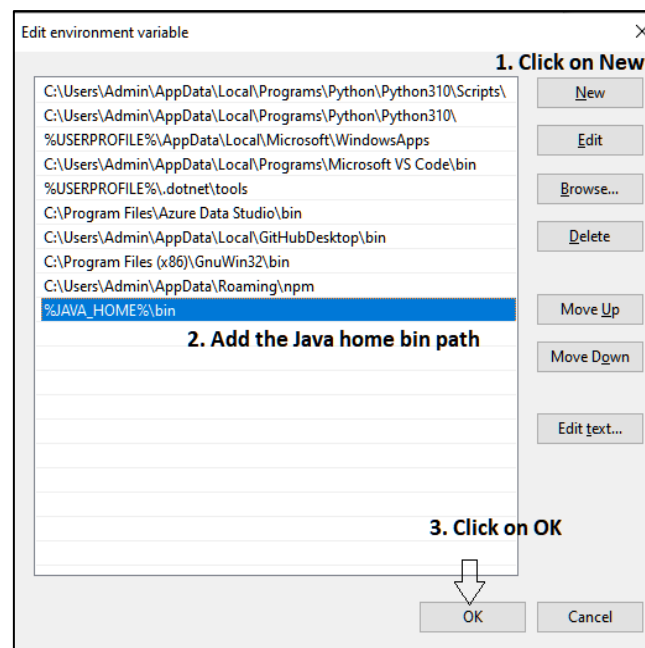 Edit environment variable
1. Click on New
C:\Users\Admin\AppData\Local\Programs\Python\Python310\Scripts\
New
C:\Users\Admin\AppData\Local\Programs\Python\Python310\
%USERPROFILE%\AppData\Local\Microsoft\WindowsApps
Edit
C:\Users\Admin\AppData\Local\Programs\Microsoft VS Code\bin
%USERPROFILE%\.dotnet\tools
Browse...
C:\Program Files\Azure Data Studio\bin
C:\Users\Admin\AppData\Local\GitHubDesktop\bin
Delete
C:\Program Files (x86)\GnuWin32\bin
C:\Users\Admin\AppData\Roaming\npm
%JAVA_HOME%\bin
Move Up
2. Add the Java home bin path
Move Down
Edit text...
3. Click on OK
OK
Cancel